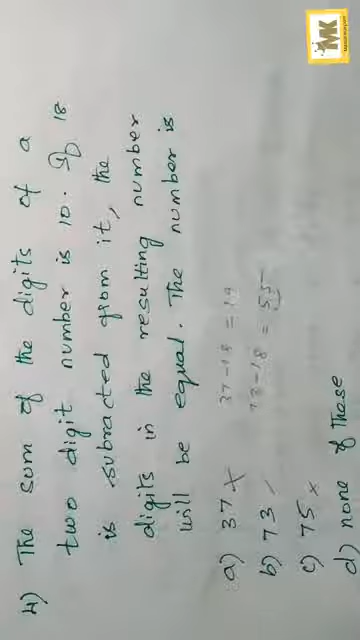 4) The sum of the digits of a
two digit number is 10. If 18
is subracted from it, the
digits in the resulting number
will be equal. The number is
a) 37 × 37-18 = 19
b) 73 ✓ 73-18 = 55
c) 75 ×
d) none of these
MK